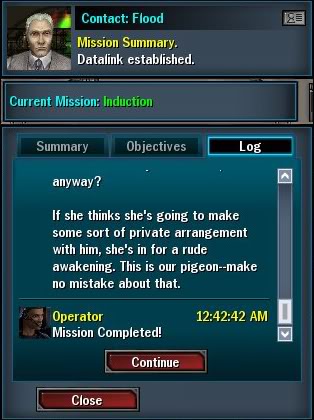 Contact: Flood
Mission Summary.
Datalink established.
Current Mission: Induction
Summary
Objectives
Log
anyway?
If she thinks she's going to make
some sort of private arrangement
with him, she's in for a rude
awakening. This is our pigeon--make
no mistake about that.
Operator 12:42:42 AM
Mission Completed!
Continue
Close